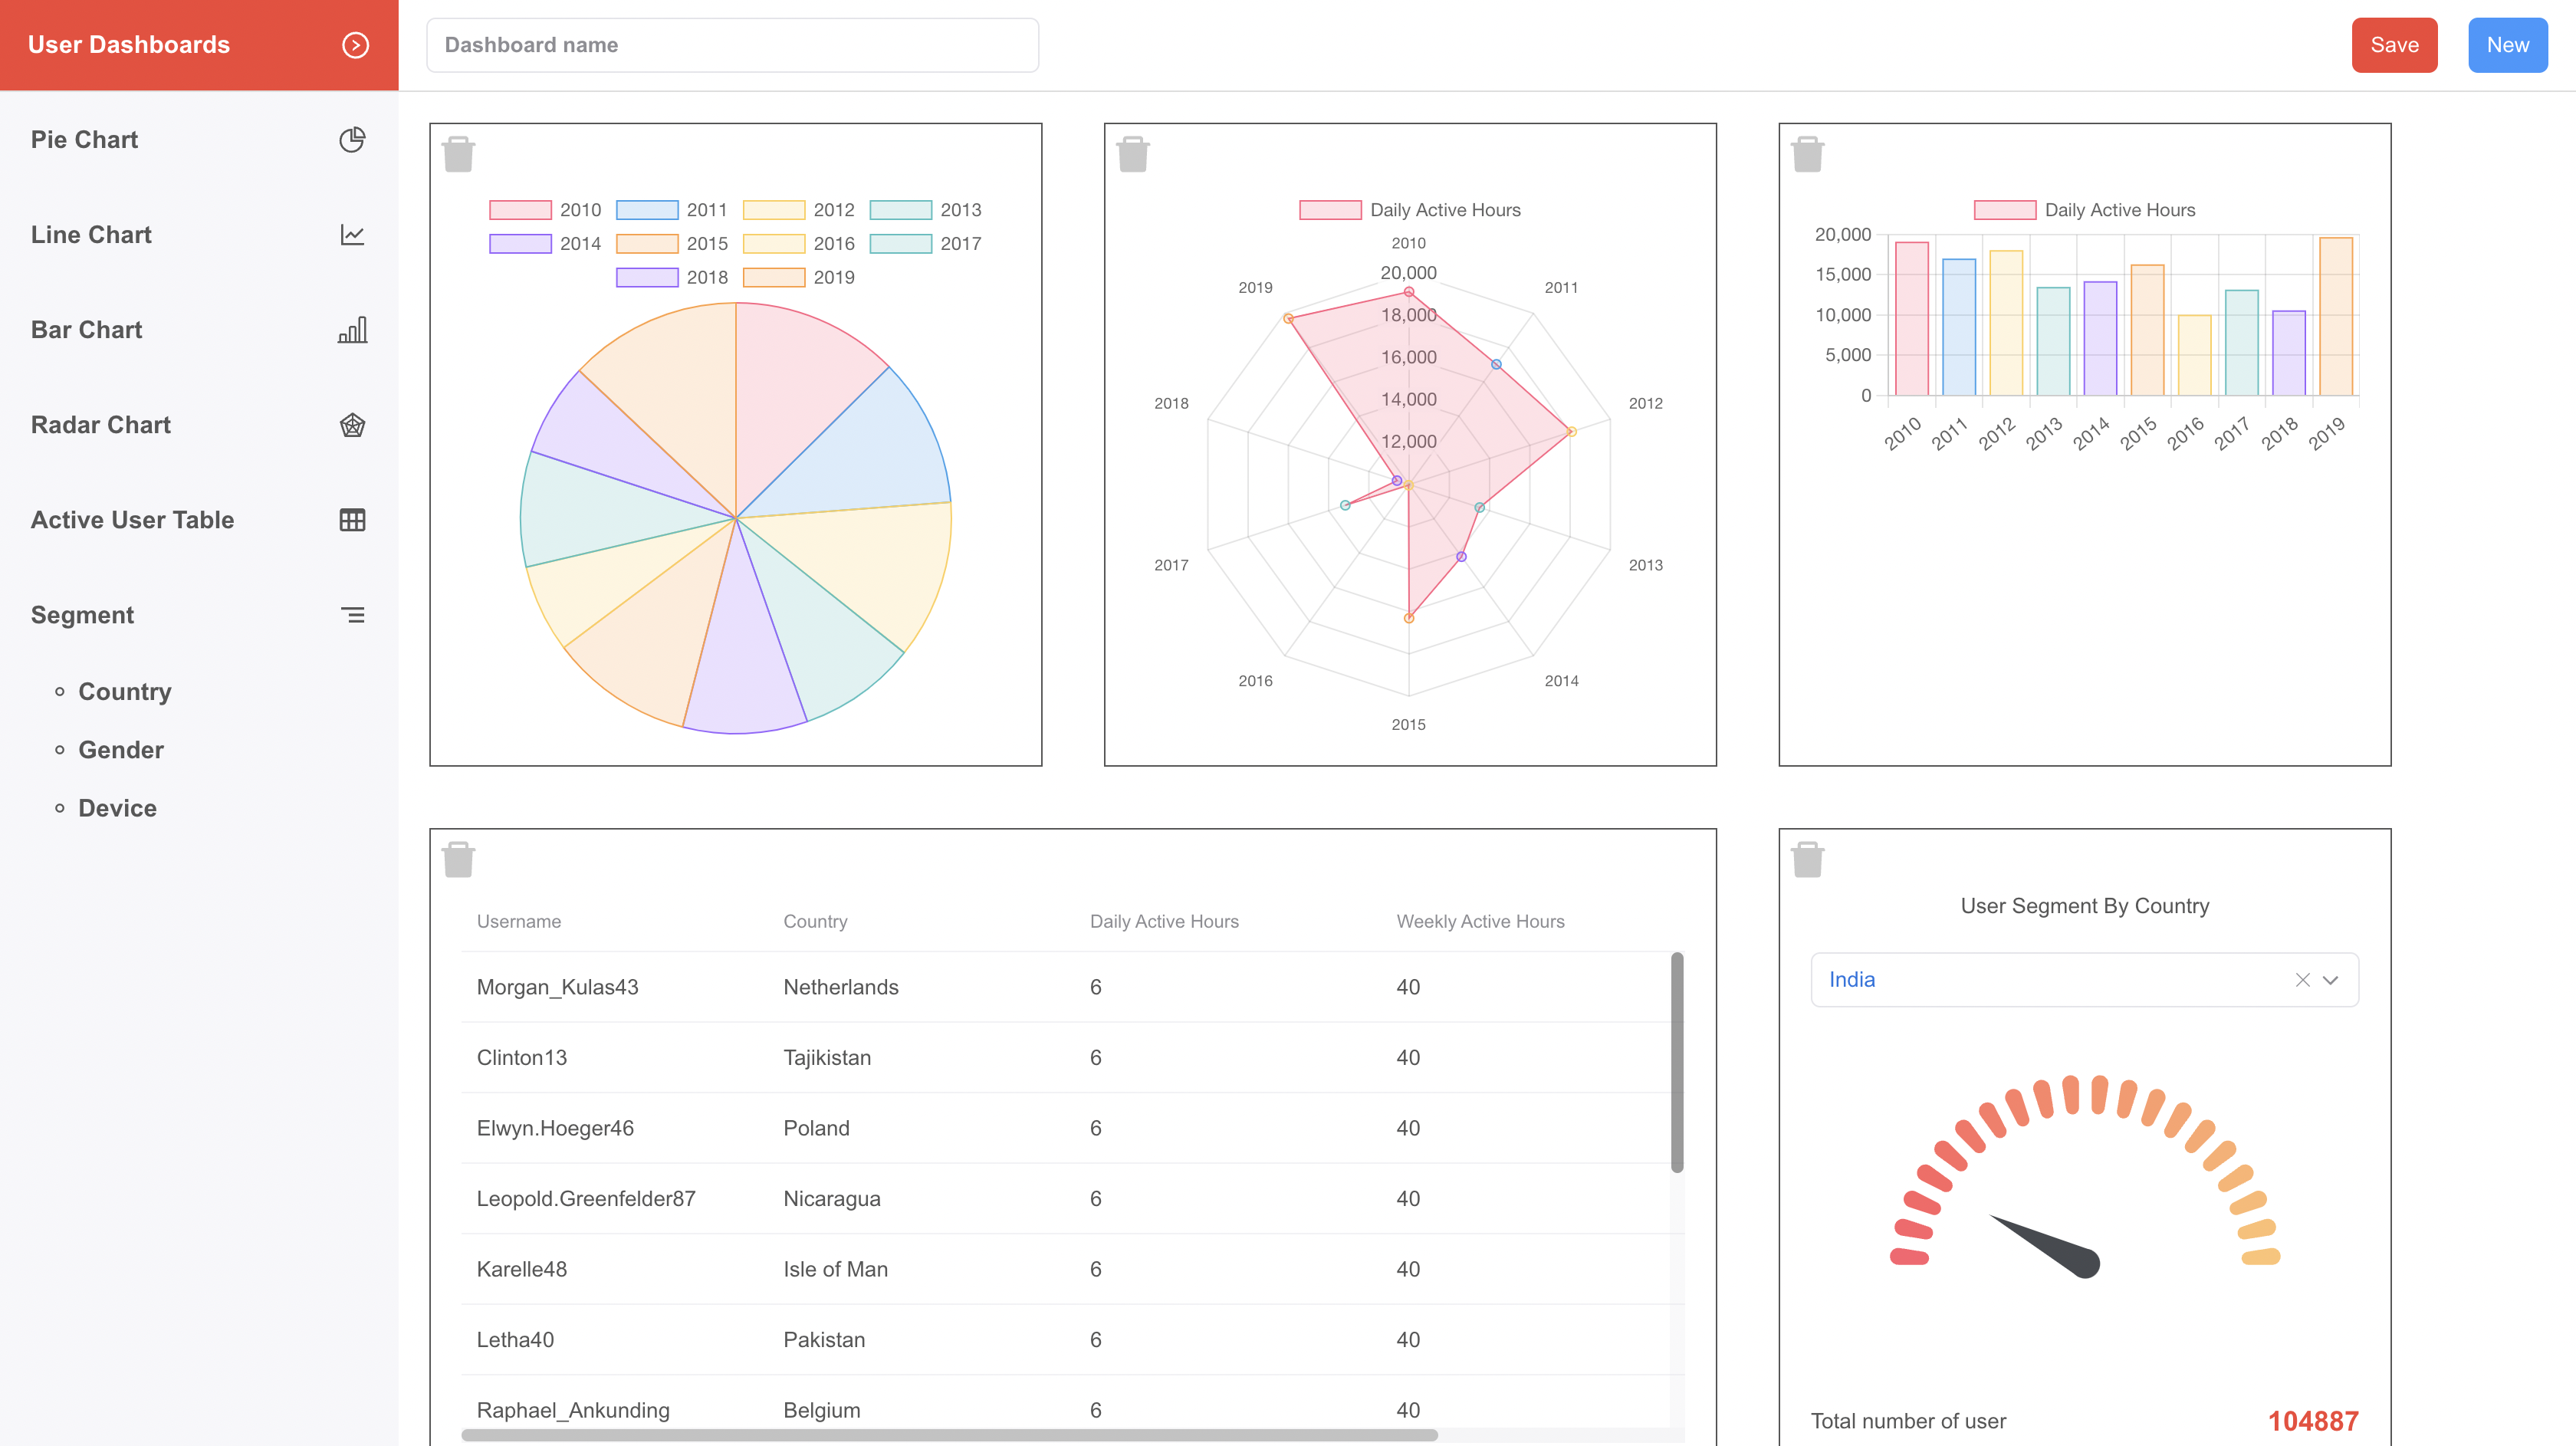 User Dashboards
Dashboard name
Save
New
Pie Chart
Line Chart
Bar Chart
Radar Chart
Active User Table
Segment
Country
Gender
Device
2010 2011 2012 2013
2014 2015 2016 2017
2018 2019
Daily Active Hours
2010
20,000
18,000
16,000
14,000
12,000
2011
2012
2013
2014
2015
2016
2017
2018
2019
Daily Active Hours
20,000
15,000
10,000
5,000
0
2010 2011 2012 2013 2014 2015 2016 2017 2018 2019
Username Country Daily Active Hours Weekly Active Hours
Morgan_Kulas43 Netherlands 6 40
Clinton13 Tajikistan 6 40
Elwyn.Hoeger46 Poland 6 40
Leopold.Greenfelder87 Nicaragua 6 40
Karelle48 Isle of Man 6 40
Letha40 Pakistan 6 40
Raphael_Ankunding Belgium 6 40
User Segment By Country
India
Total number of user 104887